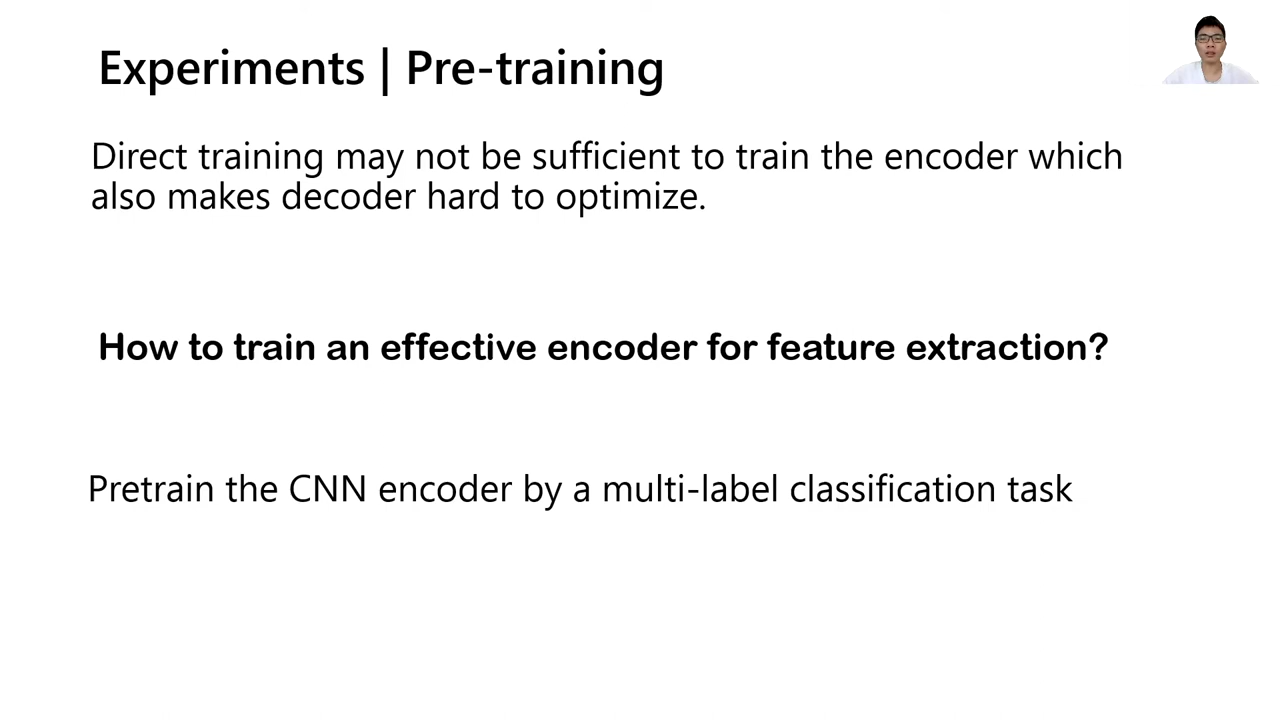 Experiments | Pre-training
Direct training may not be sufficient to train the encoder which
also makes decoder hard to optimize.
How to train an effective encoder for feature extraction?
Pretrain the CNN encoder by a multi-label classification task